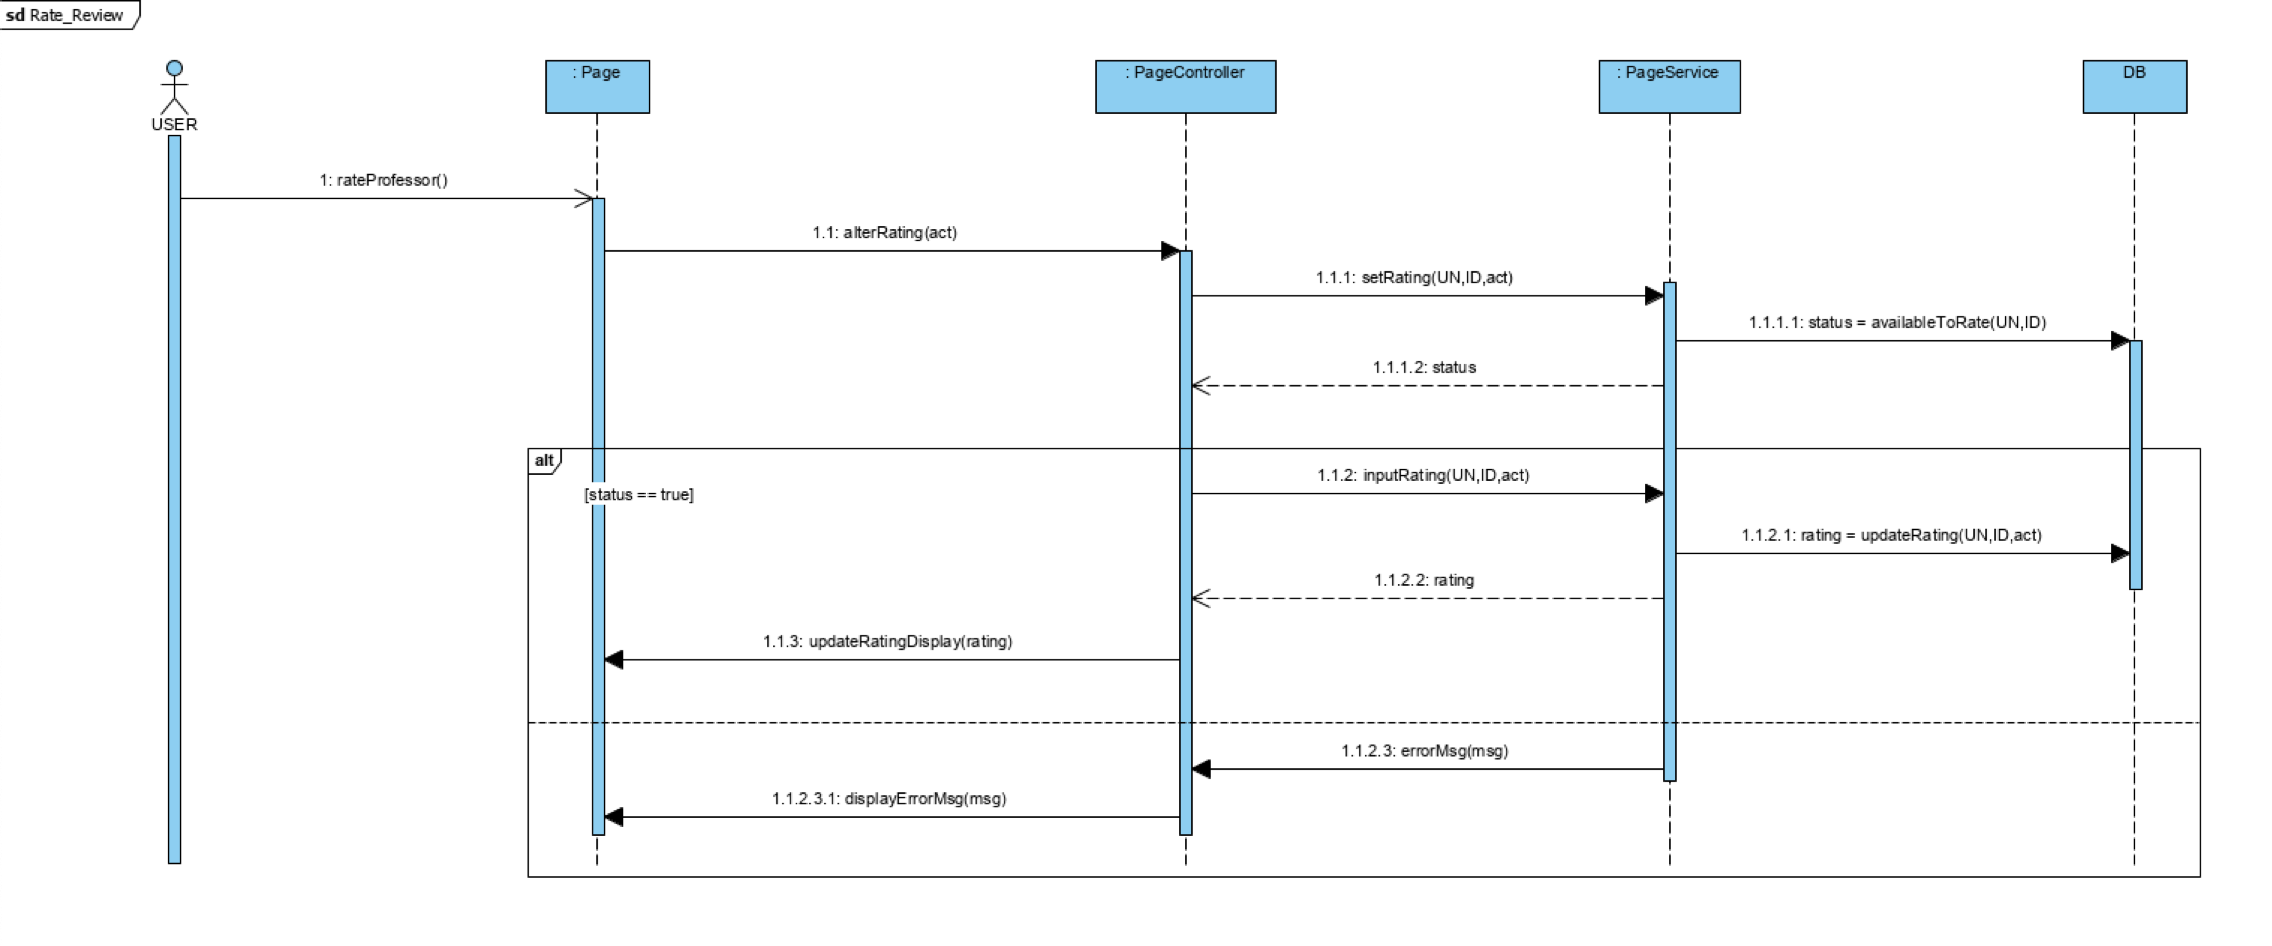 sd Rate_Review
USER
: Page
: PageController
: PageService
DB
1: rateProfessor()
1.1: alterRating(act)
1.1.1: setRating(UN,ID,act)
1.1.1.1: status = availableToRate(UN,ID)
1.1.1.2: status
alt
[status == true]
1.1.2: inputRating(UN,ID,act)
1.1.2.1: rating = updateRating(UN,ID,act)
1.1.2.2: rating
1.1.3: updateRatingDisplay(rating)
1.1.2.3: errorMsg(msg)
1.1.2.3.1: displayErrorMsg(msg)